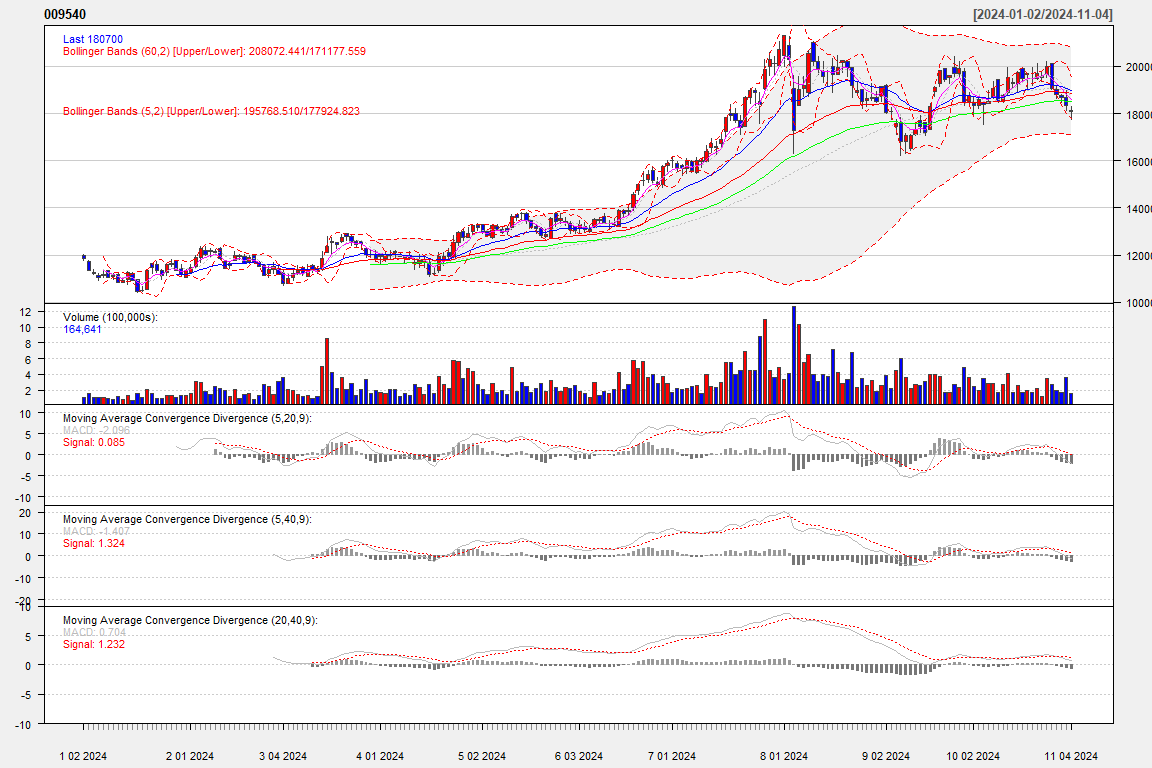 009540 [2024-01-02/2024-11-04]
Last 180700
Bollinger Bands (60,2) [Upper/Lower]: 208072.441/171177.559
Bollinger Bands (5,2) [Upper/Lower]: 195768.510/177924.823
20000
18000
16000
14000
12000
10000
Volume (100,000s):
164,641
12
10
8
6
4
2
Moving Average Convergence Divergence (5,20,9):
MACD: -2.096
Signal: 0.085
10
5
0
-5
-10
Moving Average Convergence Divergence (5,40,9):
MACD: -1.407
Signal: 1.324
20
10
0
-10
-20
Moving Average Convergence Divergence (20,40,9):
MACD: 0.704
Signal: 1.232
10
5
0
-5
-10
1 02 2024 2 01 2024 3 04 2024 4 01 2024 5 02 2024 6 03 2024 7 01 2024 8 01 2024 9 02 2024 10 02 2024 11 04 2024